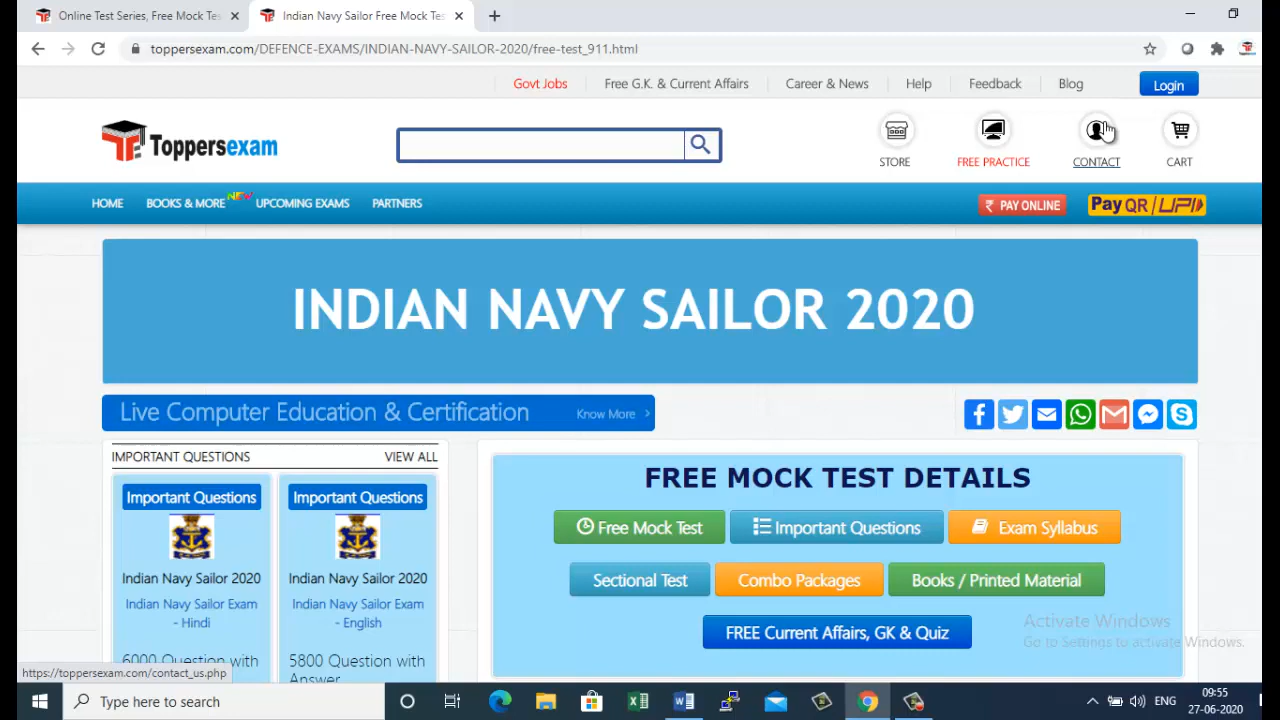 Online Test Series, Free Mock Tes
Indian Navy Sailor Free Mock Tes
toppersexam.com/DEFENCE-EXAMS/INDIAN-NAVY-SAILOR-2020/free-test_911.html
Govt Jobs
Free G.K. & Current Affairs
Career & News
Help
Feedback
Blog
Login
Toppersexam
STORE
FREE PRACTICE
CONTACT
CART
HOME
BOOKS & MORE
NEW
UPCOMING EXAMS
PARTNERS
₹ PAY ONLINE
Pay QR / UPI
INDIAN NAVY SAILOR 2020
Live Computer Education & Certification
Know More
IMPORTANT QUESTIONS
VIEW ALL
Important Questions
Indian Navy Sailor 2020
Indian Navy Sailor Exam
- Hindi
6000 Question with
Answer
Important Questions
Indian Navy Sailor 2020
Indian Navy Sailor Exam
- English
5800 Question with
Answer
FREE MOCK TEST DETAILS
Free Mock Test
Important Questions
Exam Syllabus
Sectional Test
Combo Packages
Books / Printed Material
FREE Current Affairs, GK & Quiz
Activate Windows
Go to Settings to activate Windows.
https://toppersexam.com/contact_us.php
Type here to search
ENG
09:55
27-06-2020